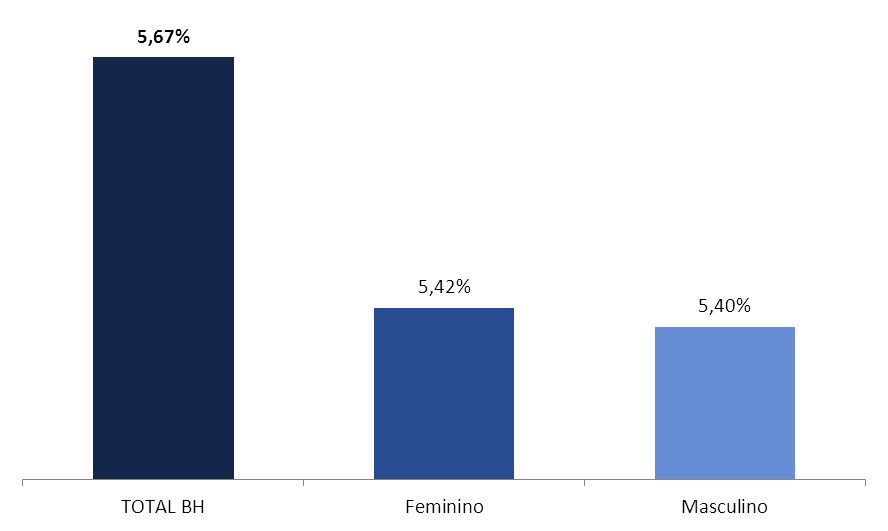 5,67%
5,42%
5,40%
TOTAL BH
Feminino
Masculino